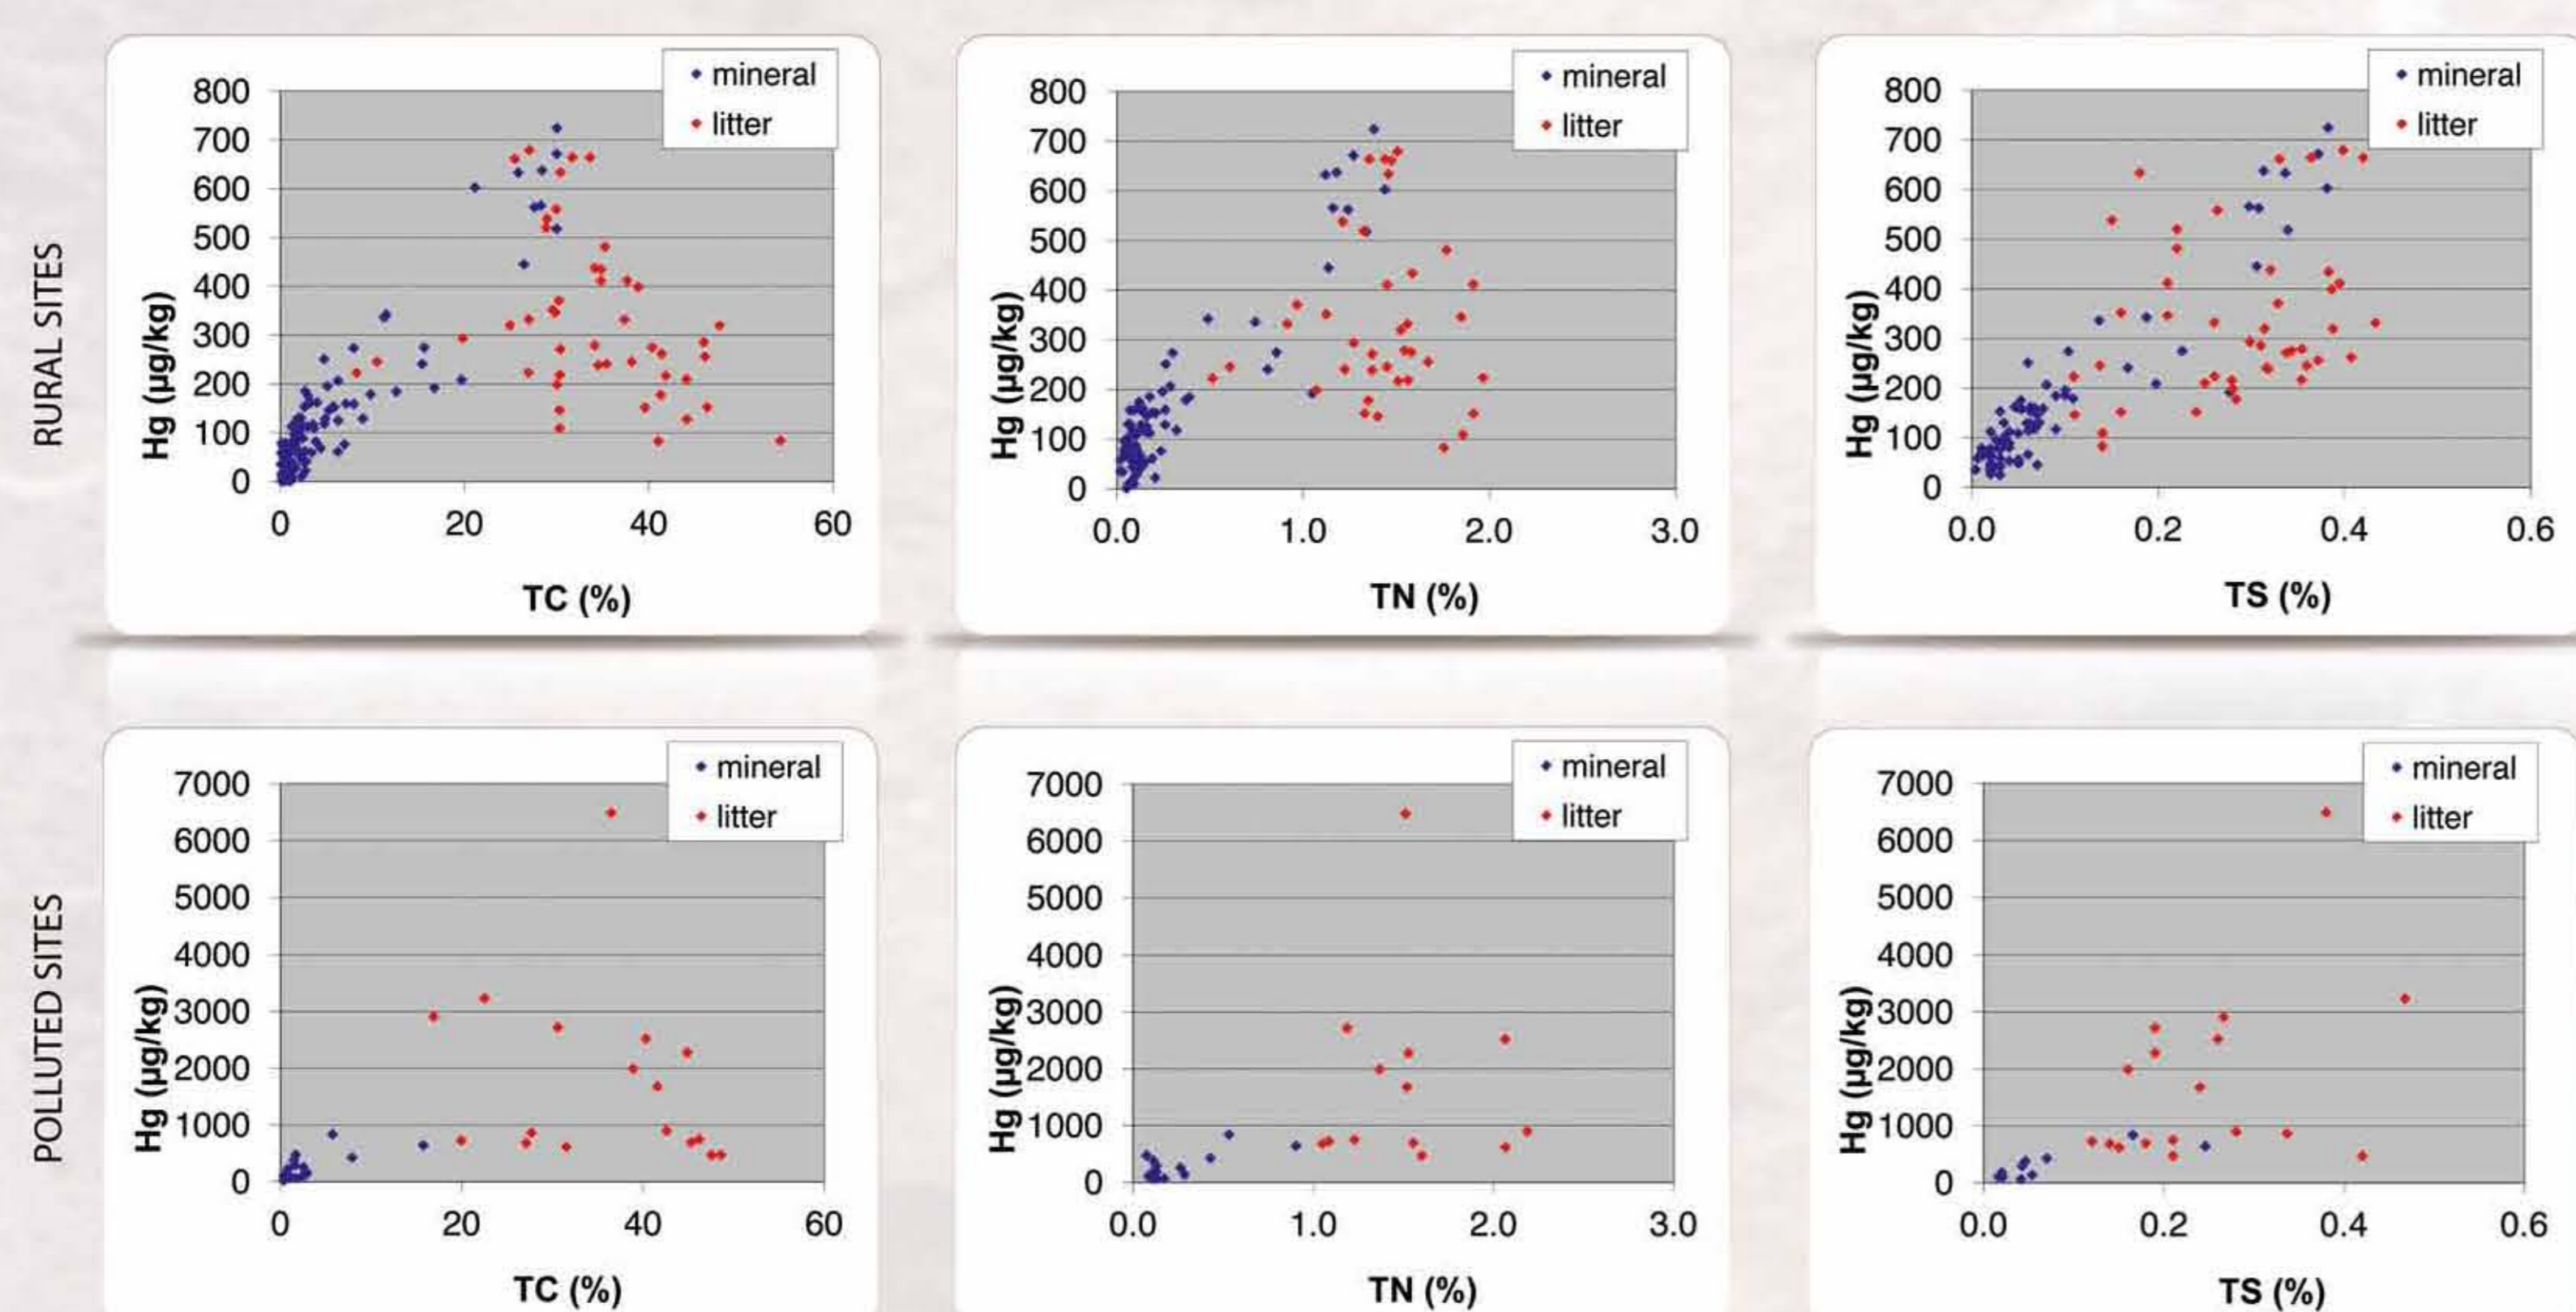 RURAL SITES
mineral
litter
800
700
600
500
400
300
200
100
0
Hg (µg/kg)
0 20 40 60
TC (%)
mineral
litter
800
700
600
500
400
300
200
100
0
Hg (µg/kg)
0.0 1.0 2.0 3.0
TN (%)
mineral
litter
800
700
600
500
400
300
200
100
0
Hg (µg/kg)
0.0 0.2 0.4 0.6
TS (%)
POLLUTED SITES
mineral
litter
7000
6000
5000
4000
3000
2000
1000
0
Hg (µg/kg)
0 20 40 60
TC (%)
mineral
litter
7000
6000
5000
4000
3000
2000
1000
0
Hg (µg/kg)
0.0 1.0 2.0 3.0
TN (%)
mineral
litter
7000
6000
5000
4000
3000
2000
1000
0
Hg (µg/kg)
0.0 0.2 0.4 0.6
TS (%)